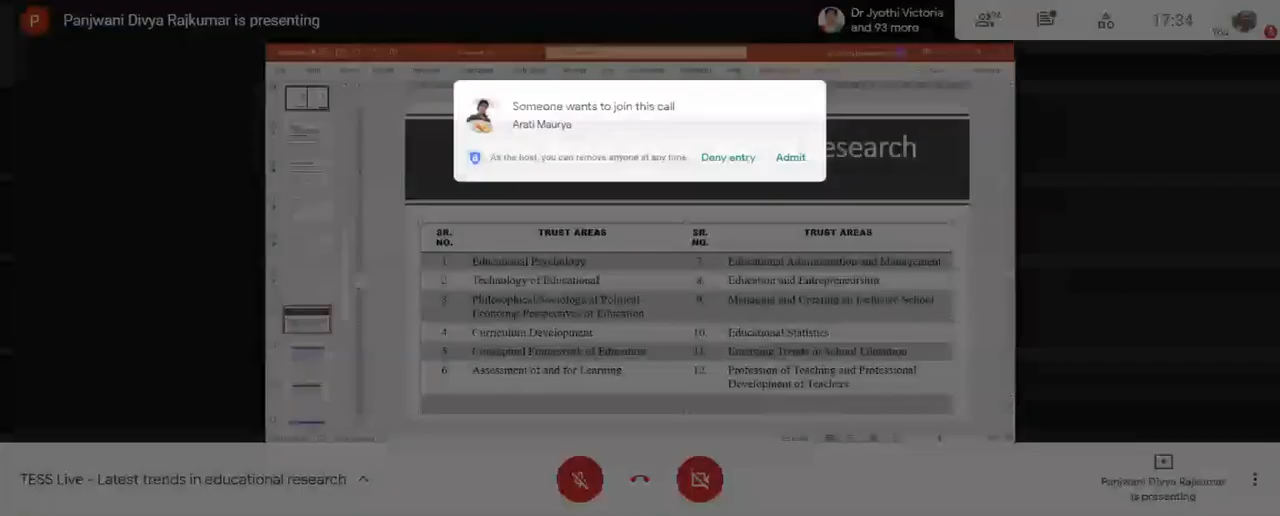 P Panjwani Divya Rajkumar is presenting
Dr Jyothi Victoria
and 93 more
17:34
You
Someone wants to join this call
Arati Maurya
As the host, you can remove anyone at any time.
Deny entry
Admit
esearch
SR. NO. TRUST AREAS SR. NO. TRUST AREAS
1 Educational Psychology 7. Educational Administration and Management
2 Technology of Educational 8. Education and Entrepreneurship
3 Philosophical Sociological Political 9. Managing and Creating an Inclusive School
Economic Perspectives of Education
4 Curriculum Development 10. Educational Statistics
5 Conceptual Framework of Education 11. Emerging Trends in School Education
6 Assessment of and for Learning 12. Profession of Teaching and Professional
Development of Teachers
TESS Live - Latest trends in educational research
Panjwani Divya Rajkumar
is presenting